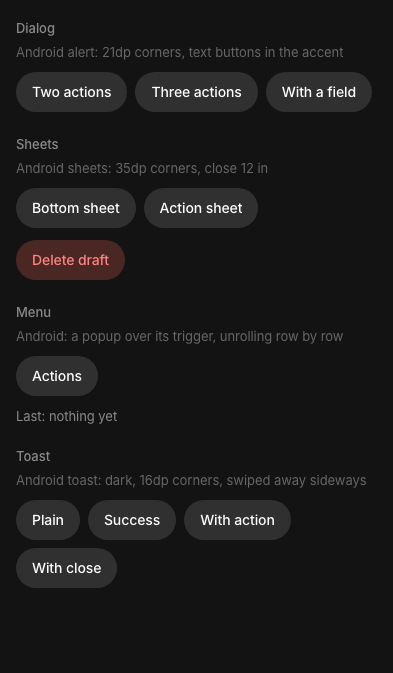 Dialog
Android alert: 21dp corners, text buttons in the accent
Two actions
Three actions
With a field
Sheets
Android sheets: 35dp corners, close 12 in
Bottom sheet
Action sheet
Delete draft
Menu
Android: a popup over its trigger, unrolling row by row
Actions
Last: nothing yet
Toast
Android toast: dark, 16dp corners, swiped away sideways
Plain
Success
With action
With close